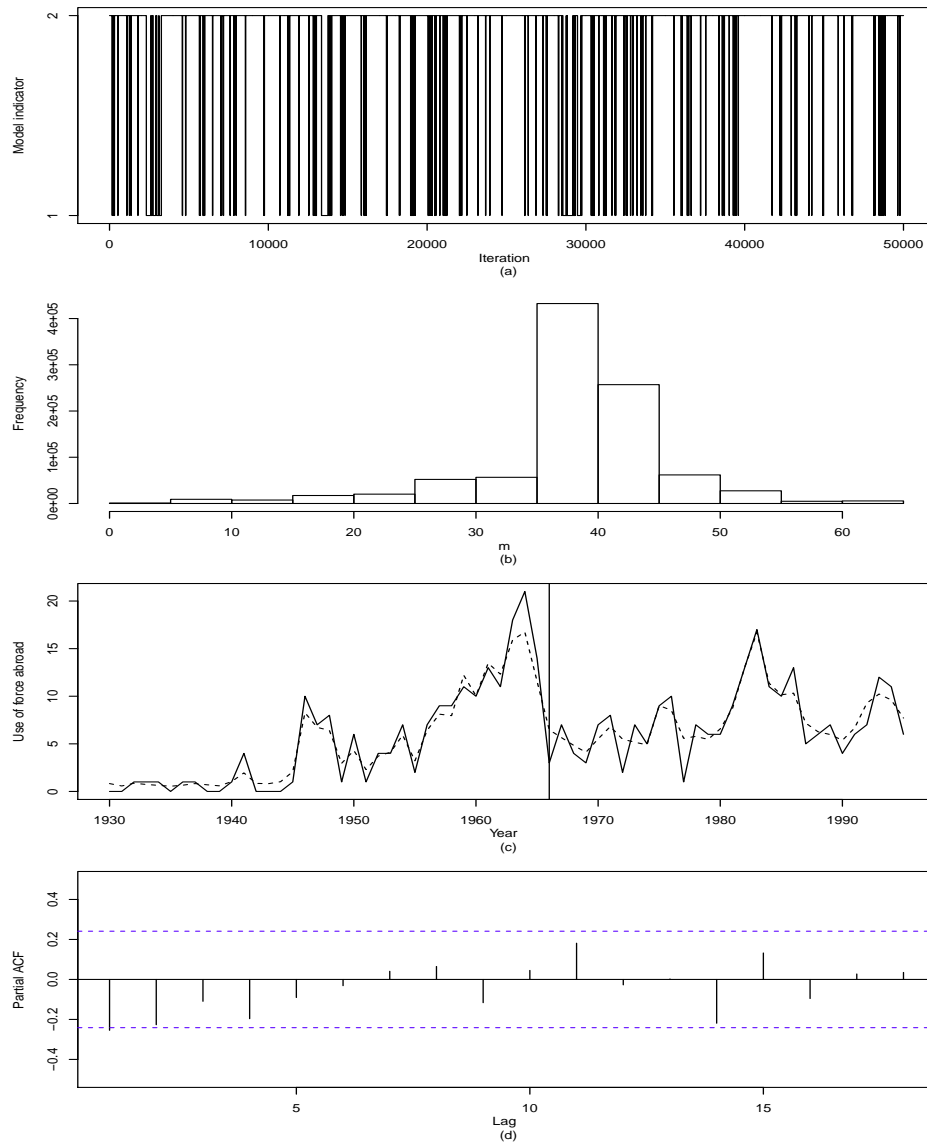 2
1
Model indicator
0 10000 20000 30000 40000 50000
Iteration
(a)
4e+05
3e+05
2e+05
1e+05
0e+00
Frequency
0 10 20 30 40 50 60
m
(b)
20
15
10
5
0
Use of force abroad
1930 1940 1950 1960 1970 1980 1990
Year
(c)
0.4
0.2
0.0
−0.2
−0.4
Partial ACF
5 10 15
Lag
(d)